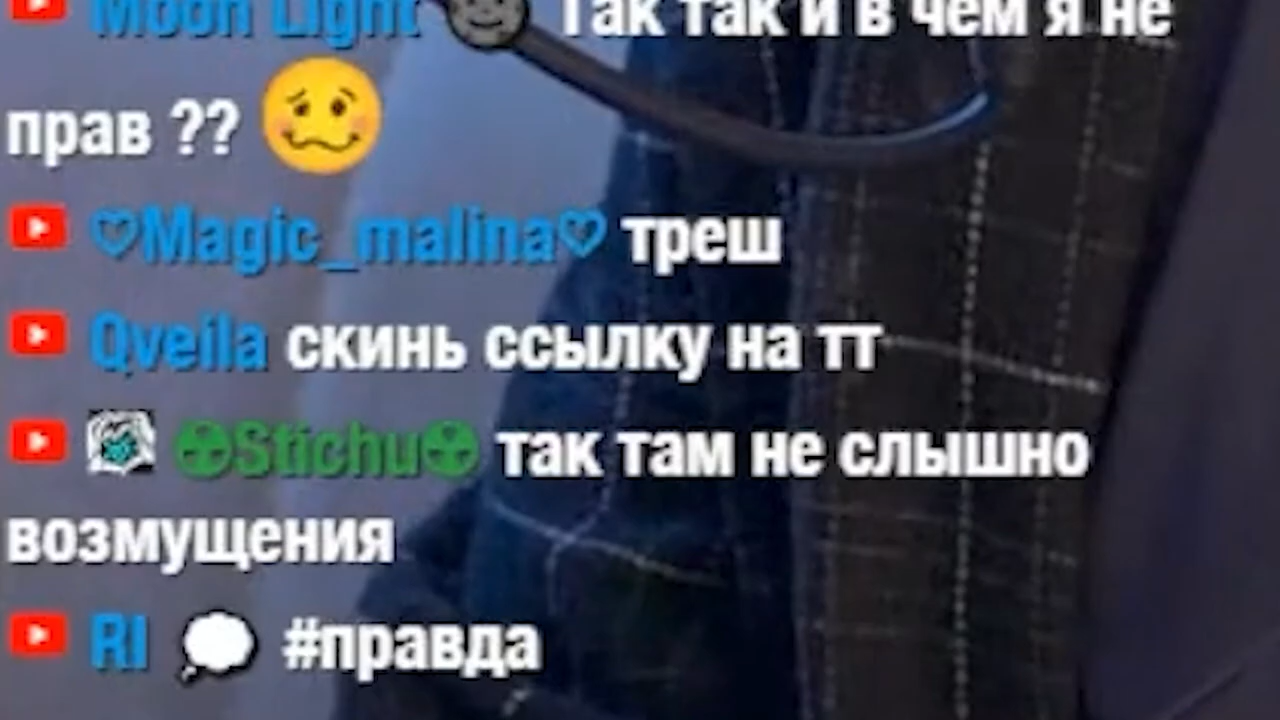 Moon Light 🌚 Так так и в чем я не
прав ?? 🥴
♡Magic_malina♡ треш
Qveila скинь ссылку на тт
☢Stichu☢ так там не слышно
возмущения
RI 💭 #правда